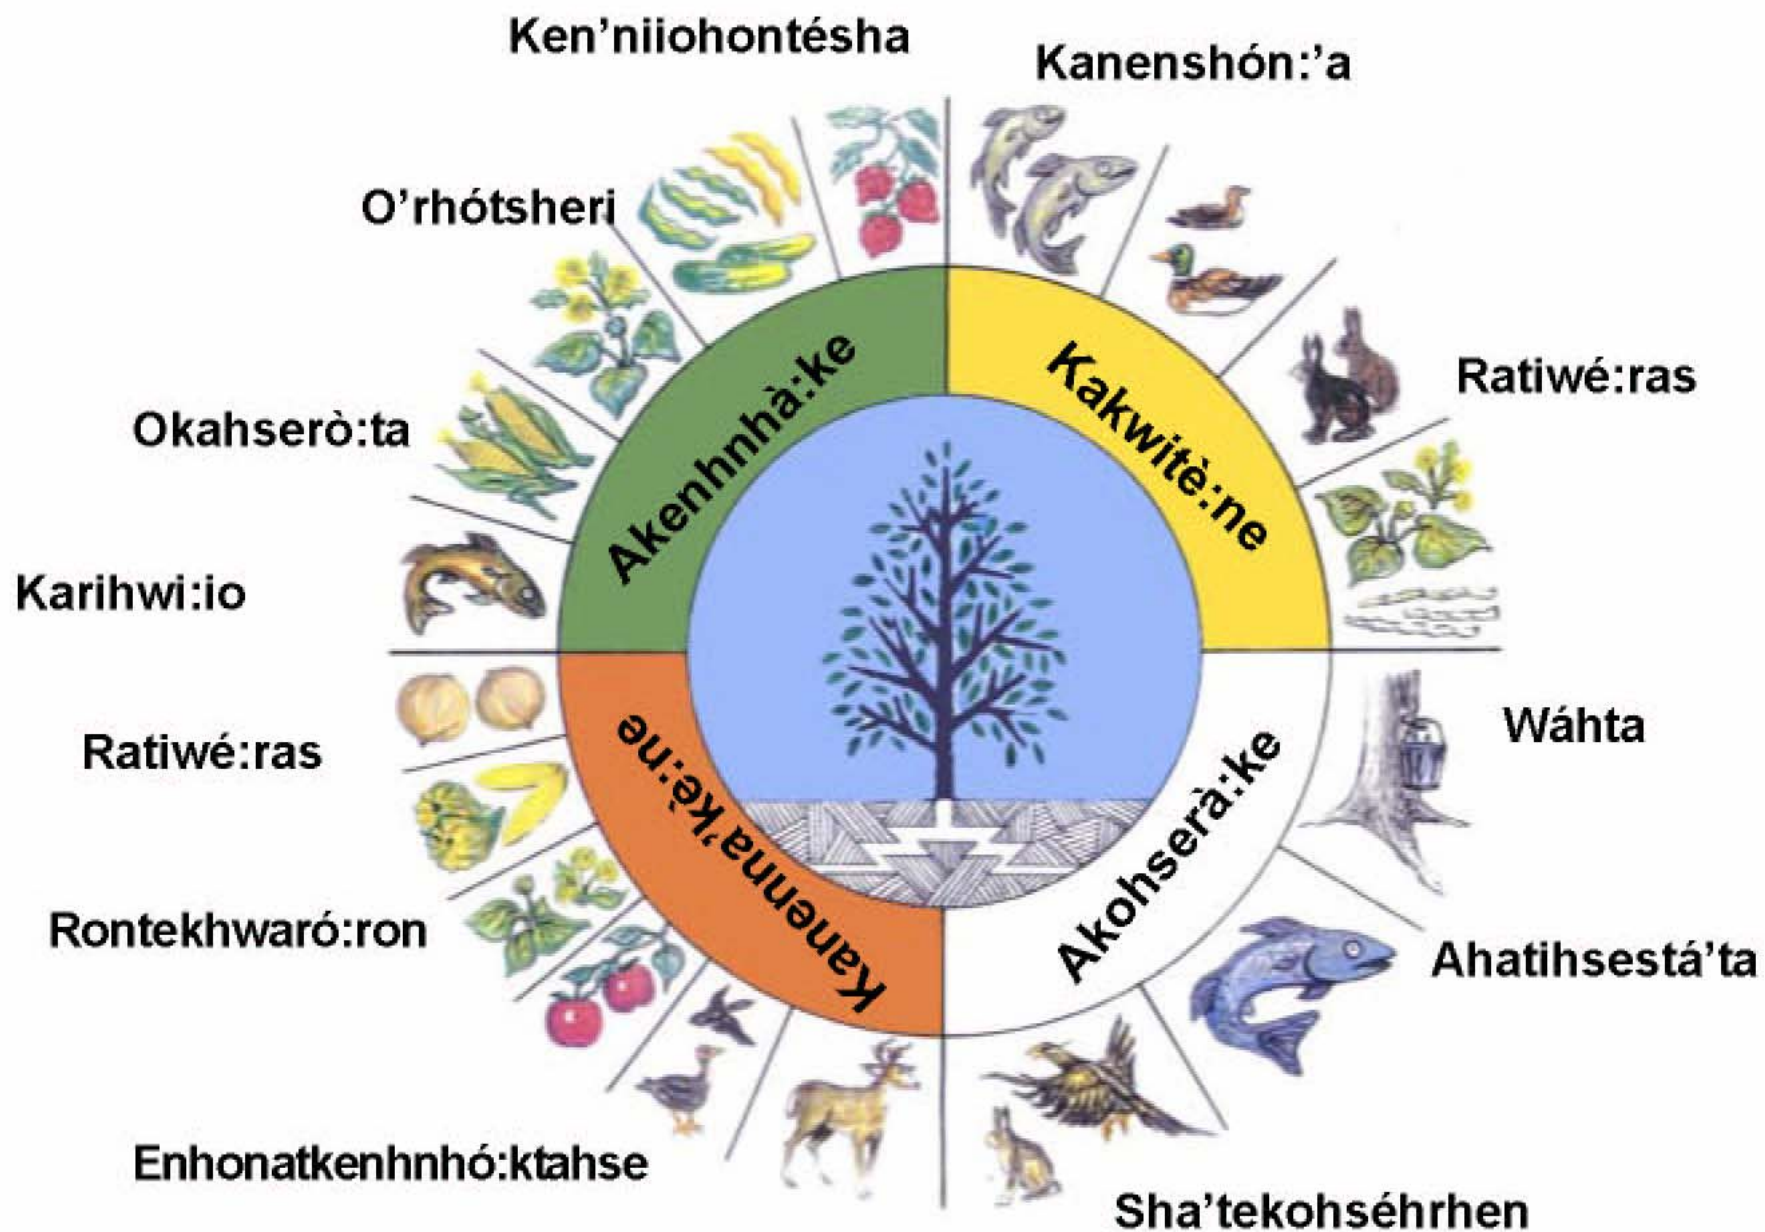 Ken’niiohontésha
Kanenshón:’a
O’rhótsheri
Ratiwé:ras
Okahserò:ta
Karihwi:io
Wáhta
Ratiwé:ras
Rontekhwaró:ron
Ahatihsestá’ta
Enhonatkenhnhó:ktahse
Sha’tekohséhrhen
Akenhnhà:ke
Kakwitè:ne
Kanenna’kè:ne
Akohserà:ke